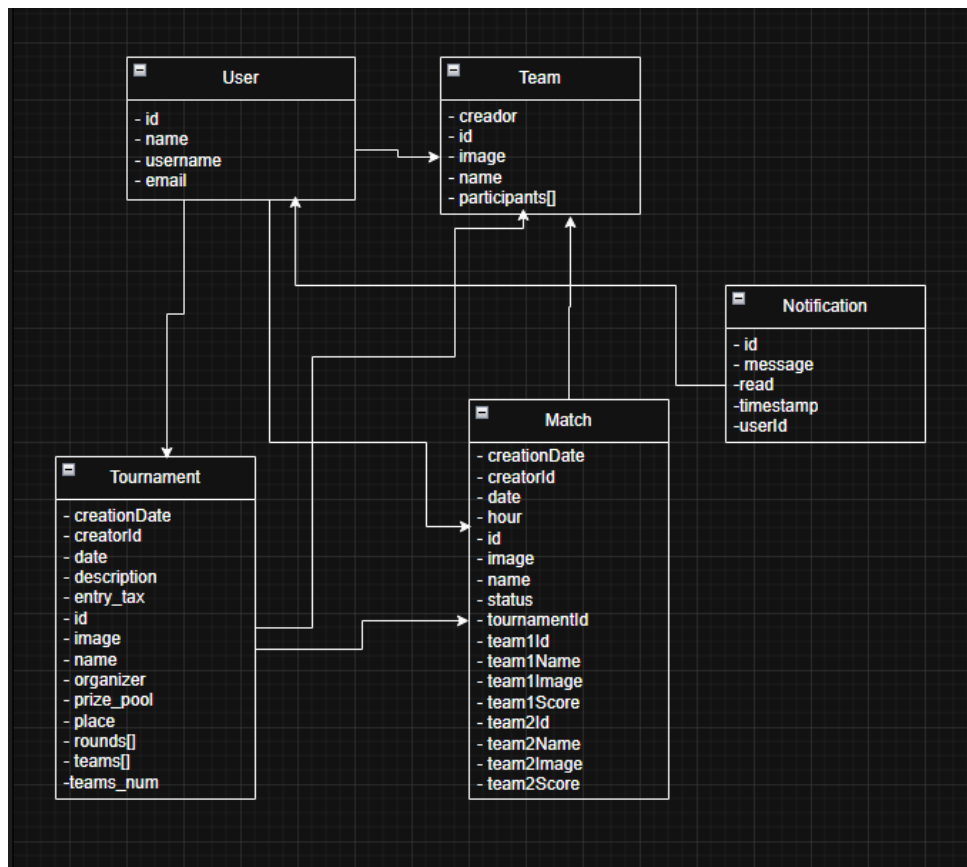 User
- id
- name
- username
- email
Team
- creador
- id
- image
- name
- participants[]
Notification
- id
- message
-read
-timestamp
-userId
Match
- creationDate
- creatorId
- date
- hour
- id
- image
- name
- status
- tournamentId
- team1Id
- team1Name
- team1Image
- team1Score
- team2Id
- team2Name
- team2Image
- team2Score
Tournament
- creationDate
- creatorId
- date
- description
- entry_tax
- id
- image
- name
- organizer
- prize_pool
- place
- rounds[]
- teams[]
-teams_num